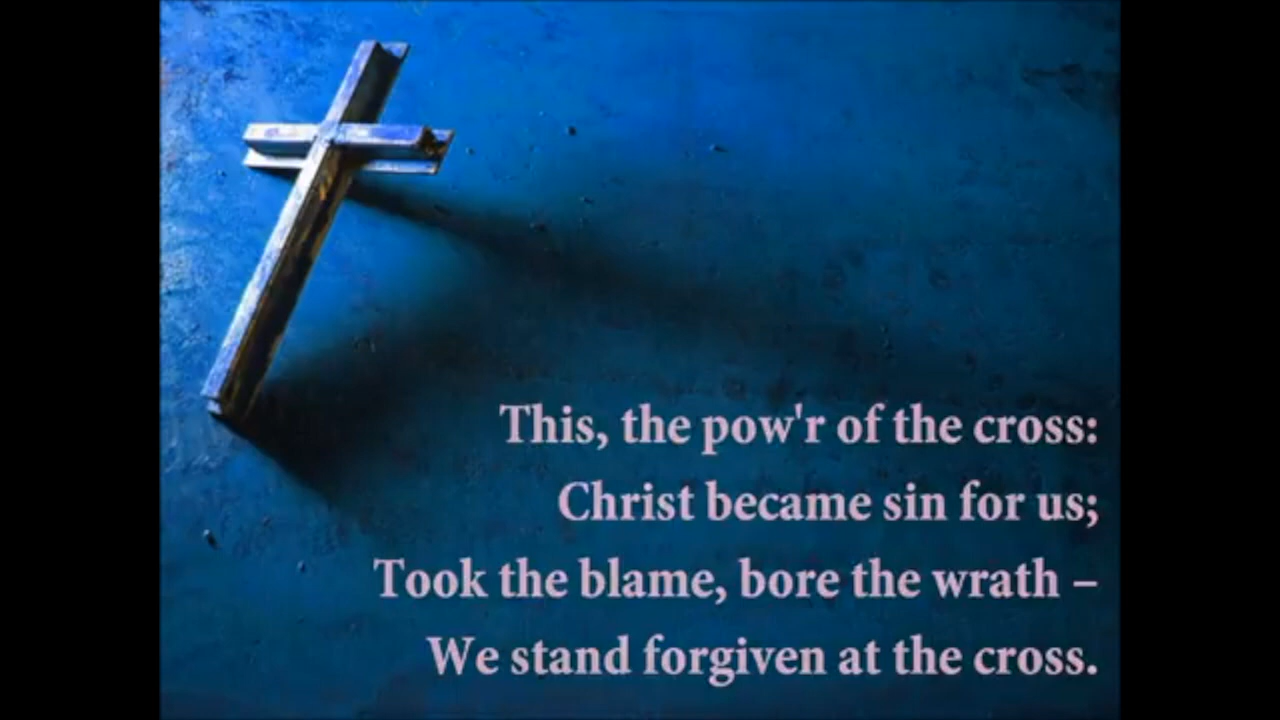 This, the pow'r of the cross:
Christ became sin for us;
Took the blame, bore the wrath –
We stand forgiven at the cross.